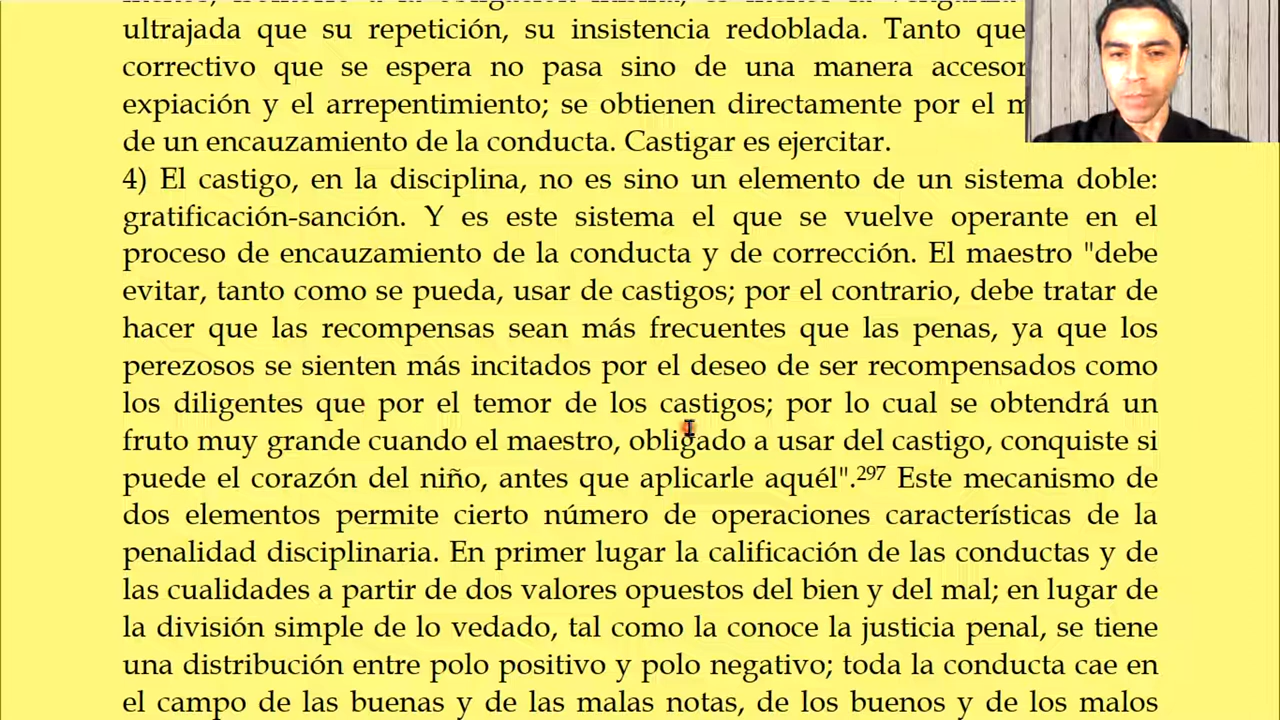 ultrajada que su repetición, su insistencia redoblada. Tanto que
correctivo que se espera no pasa sino de una manera
expiación y el arrepentimiento; se obtienen directamente por el
de un encauzamiento de la conducta. Castigar es ejercitar.
4) El castigo, en la disciplina, no es sino un elemento de un sistema doble:
gratificación-sanción. Y es este sistema el que se vuelve operante en el
proceso de encauzamiento de la conducta y de corrección. El maestro "debe
evitar, tanto como se pueda, usar de castigos; por el contrario, debe tratar de
hacer que las recompensas sean más frecuentes que las penas, ya que los
perezosos se sienten más incitados por el deseo de ser recompensados como
los diligentes que por el temor de los castigos; por lo cual se obtendrá un
fruto muy grande cuando el maestro, obligado a usar del castigo, conquiste si
puede el corazón del niño, antes que aplicarle aquél".297 Este mecanismo de
dos elementos permite cierto número de operaciones características de la
penalidad disciplinaria. En primer lugar la calificación de las conductas y de
las cualidades a partir de dos valores opuestos del bien y del mal; en lugar de
la división simple de lo vedado, tal como la conoce la justicia penal, se tiene
una distribución entre polo positivo y polo negativo; toda la conducta cae en
el campo de las buenas y de las malas notas, de los buenos y de los malos